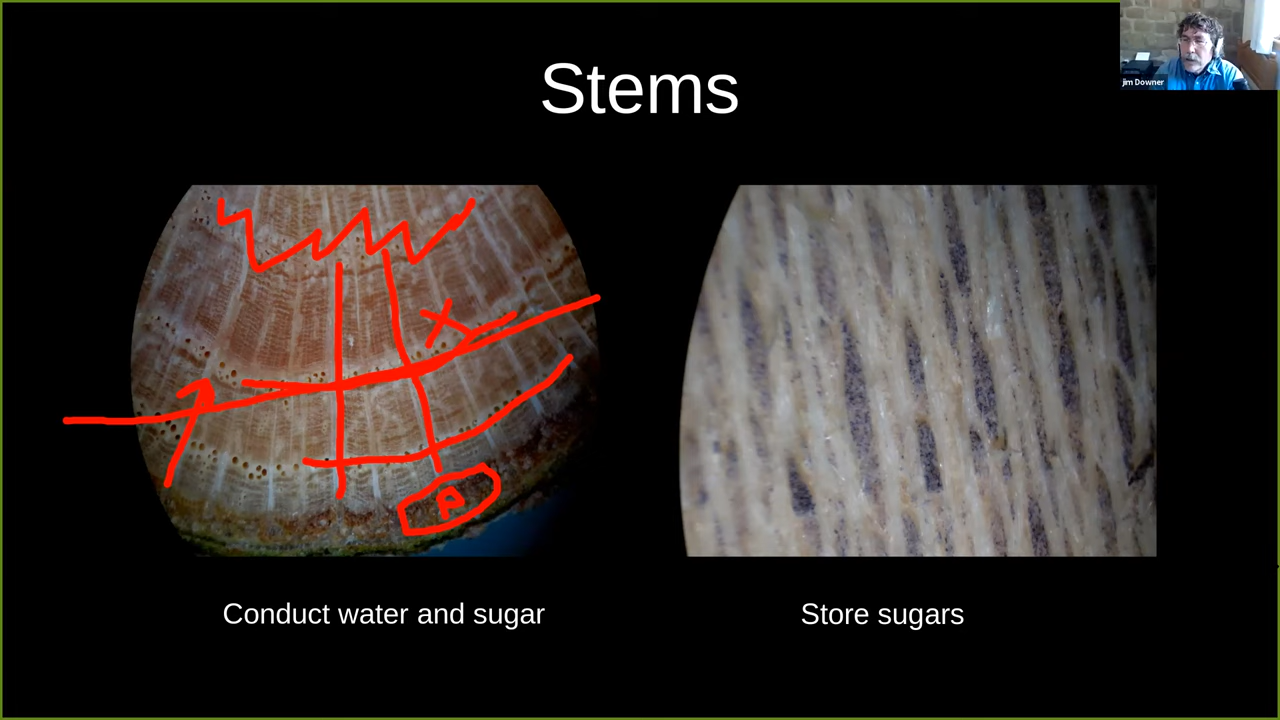 Stems
jim Downer
X
P
Conduct water and sugar
Store sugars